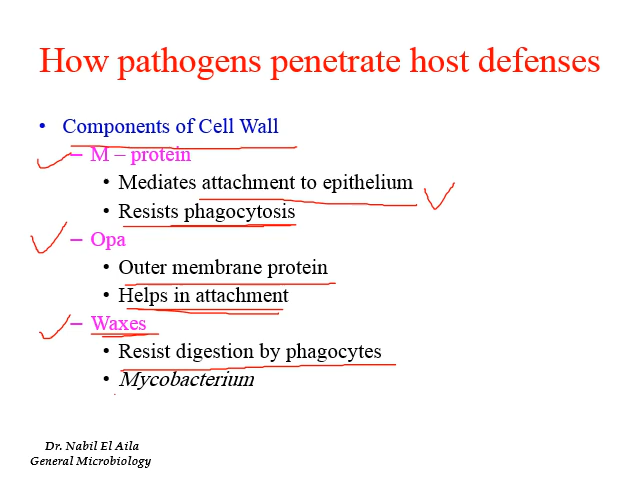 How pathogens penetrate host defenses
• Components of Cell Wall
– M – protein
• Mediates attachment to epithelium
• Resists phagocytosis
– Opa
• Outer membrane protein
• Helps in attachment
– Waxes
• Resist digestion by phagocytes
• Mycobacterium
Dr. Nabil El Aila
General Microbiology